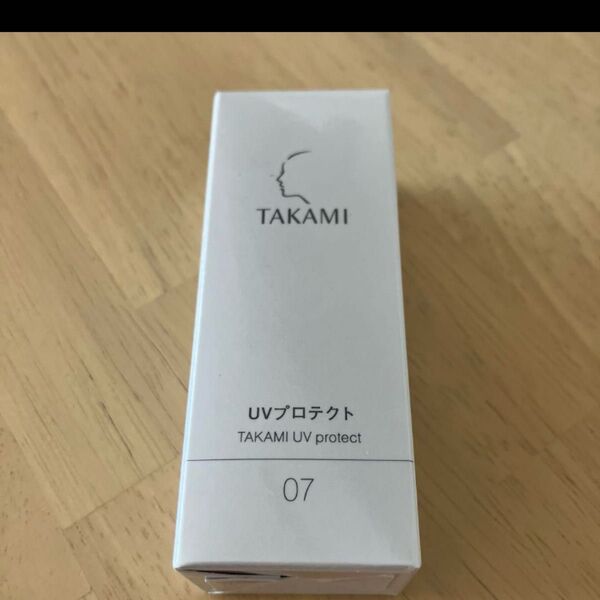 TAKAMI
UVプロテクト
TAKAMI UV protect
07